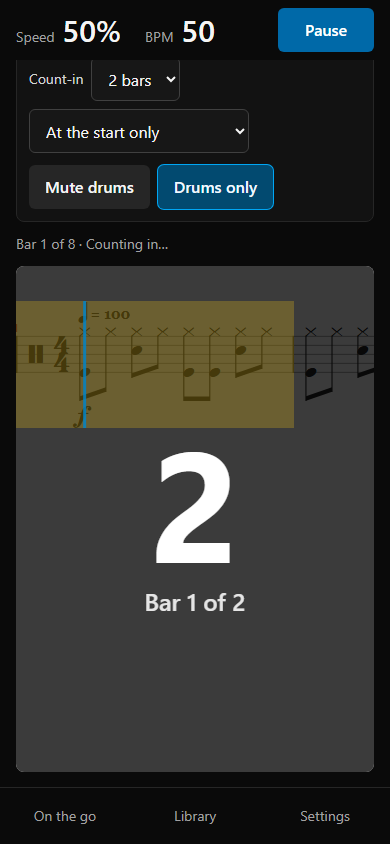 Speed 50% BPM 50 Pause
Count-in 2 bars
At the start only
Mute drums Drums only
Bar 1 of 8 · Counting in...
= 100
4
4
f
2
Bar 1 of 2
On the go Library Settings